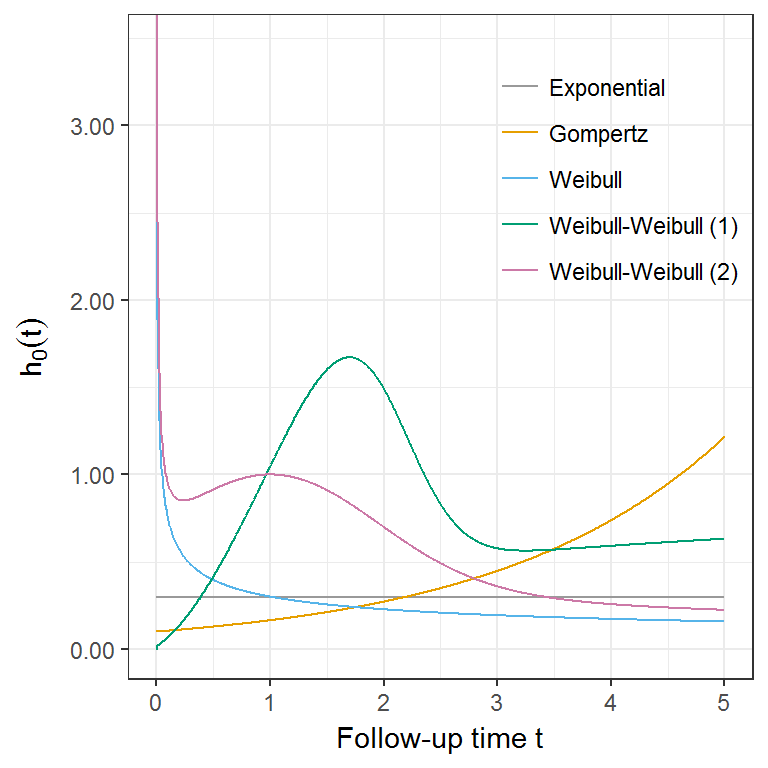 Exponential
Gompertz
Weibull
Weibull-Weibull (1)
Weibull-Weibull (2)
h₀(t)
3.00
2.00
1.00
0.00
0 1 2 3 4 5
Follow-up time t